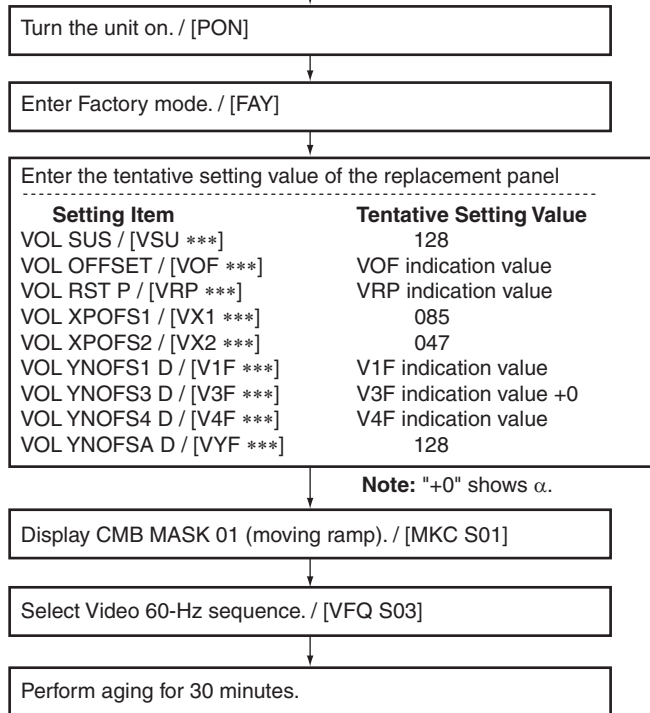 Turn the unit on. / [PON]
Enter Factory mode. / [FAY]
Enter the tentative setting value of the replacement panel
Setting Item Tentative Setting Value
VOL SUS / [VSU ***] 128
VOL OFFSET / [VOF ***] VOF indication value
VOL RST P / [VRP ***] VRP indication value
VOL XPOFS1 / [VX1 ***] 085
VOL XPOFS2 / [VX2 ***] 047
VOL YNOFS1 D / [V1F ***] V1F indication value
VOL YNOFS3 D / [V3F ***] V3F indication value +0
VOL YNOFS4 D / [V4F ***] V4F indication value
VOL YNOFSA D / [VYF ***] 128
Note: "+0" shows α.
Display CMB MASK 01 (moving ramp). / [MKC S01]
Select Video 60-Hz sequence. / [VFQ S03]
Perform aging for 30 minutes.